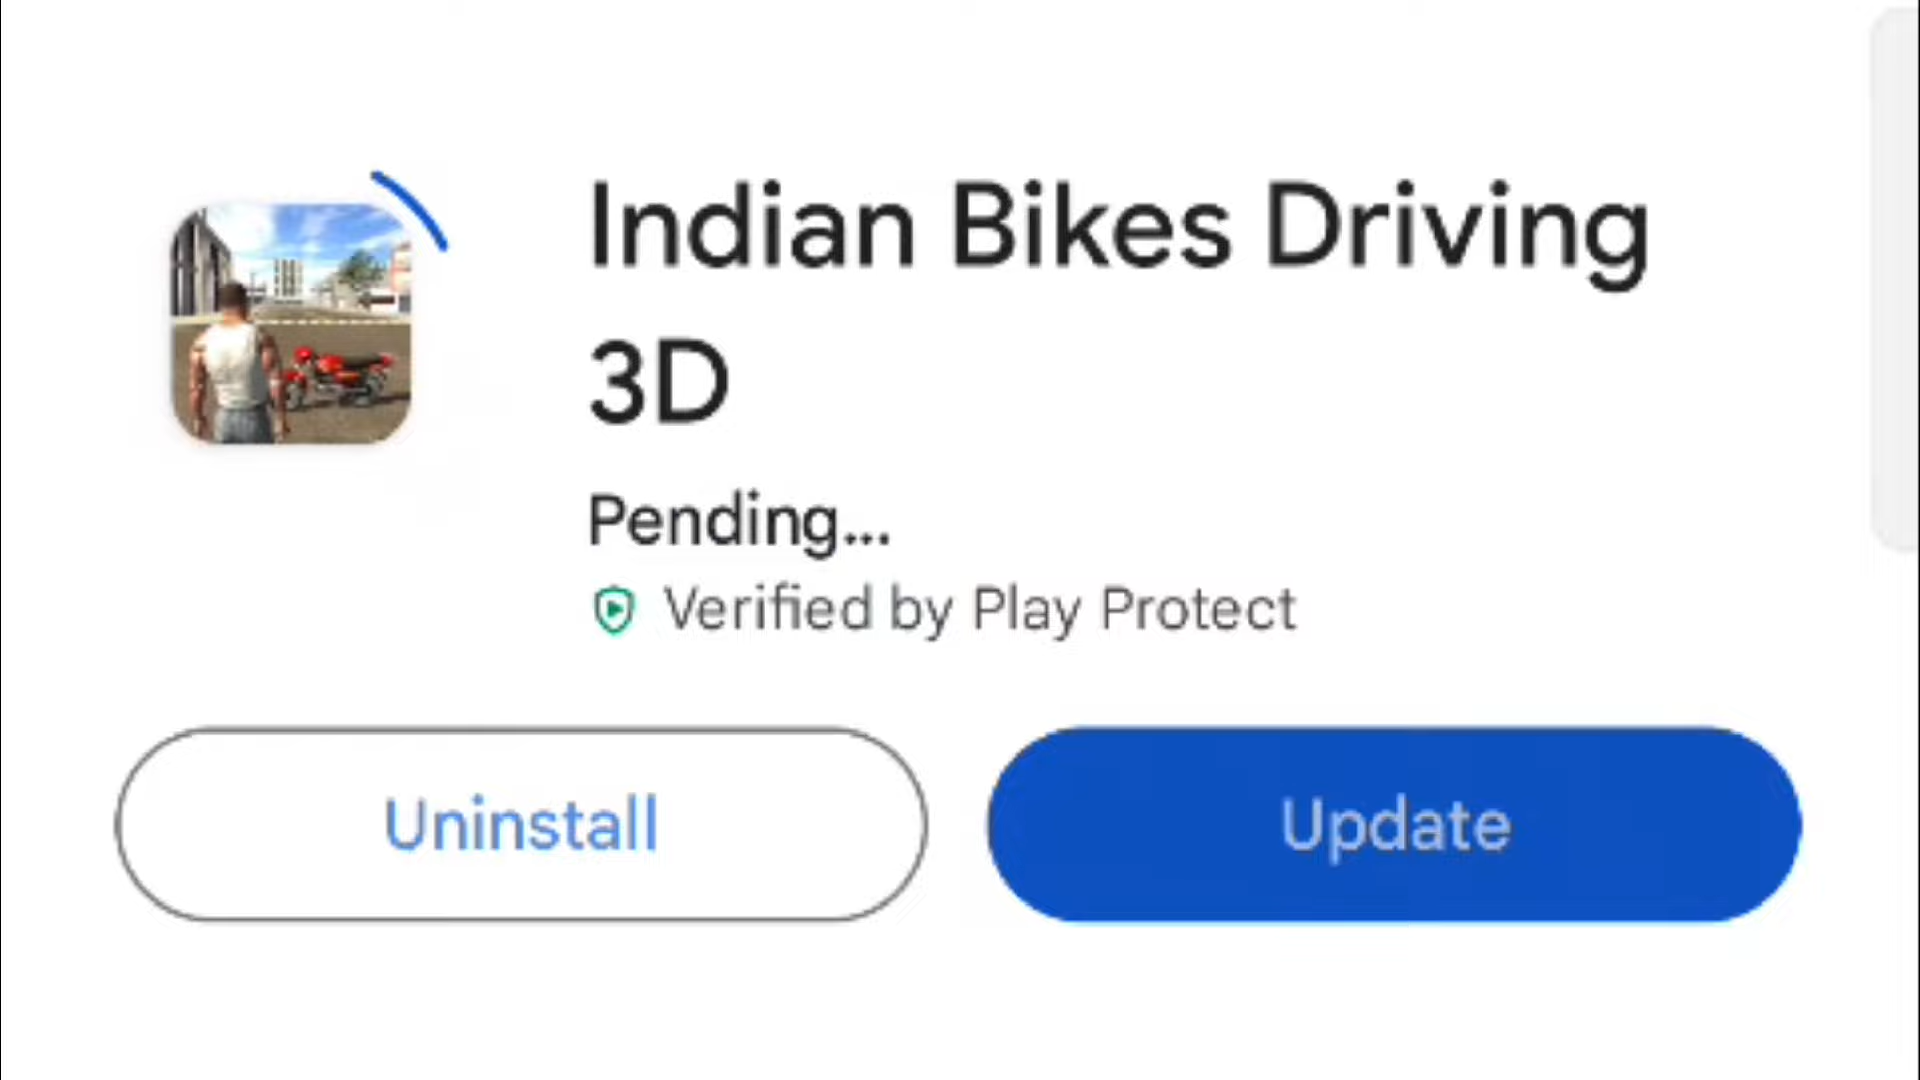 Indian Bikes Driving
3D
Pending...
Verified by Play Protect
Uninstall
Update